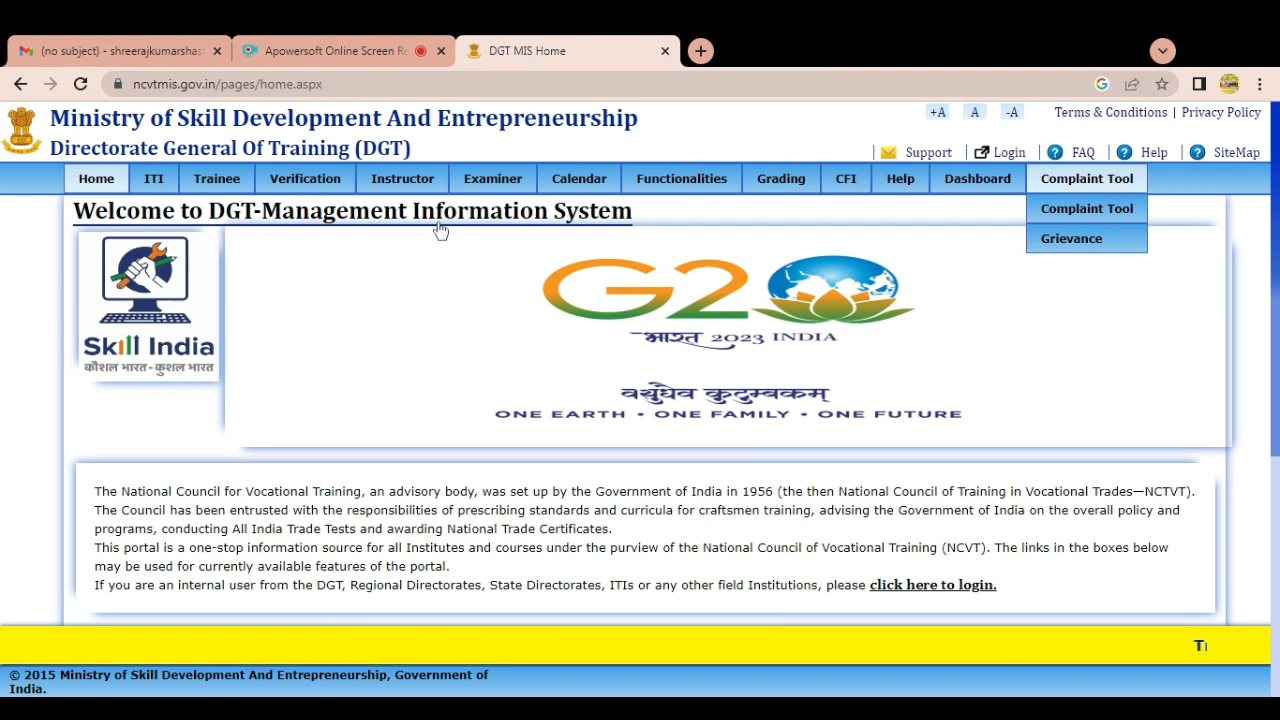 (no subject) - shreerajkumarshast
Apowersoft Online Screen Re
DGT MIS Home
ncvtmis.gov.in/pages/home.aspx
Ministry of Skill Development And Entrepreneurship
Directorate General Of Training (DGT)
+A A -A Terms & Conditions | Privacy Policy
| Support | Login | FAQ | Help | SiteMap
Home ITI Trainee Verification Instructor Examiner Calendar Functionalities Grading CFI Help Dashboard Complaint Tool
Complaint Tool
Grievance
Welcome to DGT-Management Information System
Skill India
कौशल भारत-कुशल भारत
G20
भारत 2023 INDIA
वसुधैव कुटुम्बकम्
ONE EARTH • ONE FAMILY • ONE FUTURE
The National Council for Vocational Training, an advisory body, was set up by the Government of India in 1956 (the then National Council of Training in Vocational Trades—NCTVT).
The Council has been entrusted with the responsibilities of prescribing standards and curricula for craftsmen training, advising the Government of India on the overall policy and
programs, conducting All India Trade Tests and awarding National Trade Certificates.
This portal is a one-stop information source for all Institutes and courses under the purview of the National Council of Vocational Training (NCVT). The links in the boxes below
may be used for currently available features of the portal.
If you are an internal user from the DGT, Regional Directorates, State Directorates, ITIs or any other field Institutions, please click here to login.
© 2015 Ministry of Skill Development And Entrepreneurship, Government of
India.